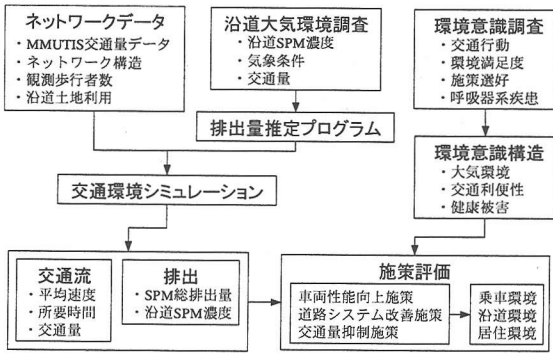 ネットワークデータ
・MMUTIS交通量データ
・ネットワーク構造
・観測歩行者数
・沿道土地利用
沿道大気環境調査
・沿道SPM濃度
・気象条件
・交通量
環境意識調査
・交通行動
・環境満足度
・施策選好
・呼吸器系疾患
排出量推定プログラム
環境意識構造
・大気環境
・交通利便性
・健康被害
交通環境シミュレーション
交通流
・平均速度
・所要時間
・交通量
排出
・SPM総排出量
・沿道SPM濃度
施策評価
車両性能向上施策
道路システム改善施策
交通量抑制施策
乗車環境
沿道環境
居住環境